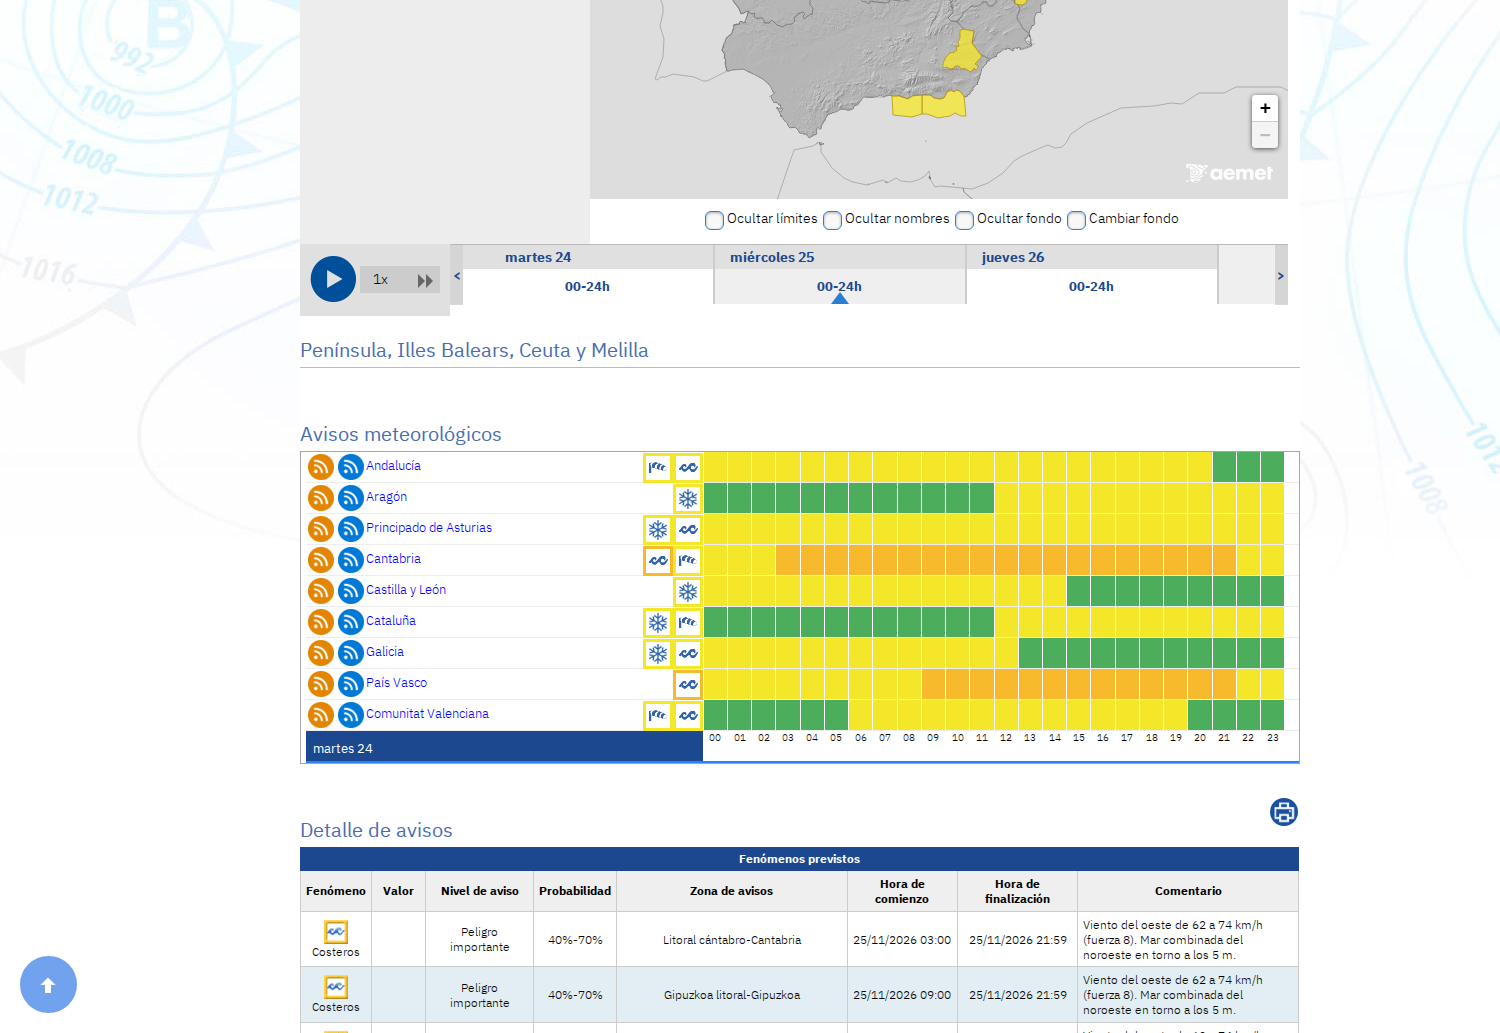 B
992
1000
1008
1012
1016
1012
1008
+
−
aemet
Ocultar límites Ocultar nombres Ocultar fondo Cambiar fondo
1x
<
martes 24
miércoles 25
jueves 26
00-24h
00-24h
00-24h
>
Península, Illes Balears, Ceuta y Melilla
Avisos meteorológicos
Andalucía
Aragón
Principado de Asturias
Cantabria
Castilla y León
Cataluña
Galicia
País Vasco
Comunitat Valenciana
00 01 02 03 04 05 06 07 08 09 10 11 12 13 14 15 16 17 18 19 20 21 22 23
martes 24
Detalle de avisos
Fenómenos previstos
Fenómeno
Valor
Nivel de aviso
Probabilidad
Zona de avisos
Hora de
comienzo
Hora de
finalización
Comentario
Costeros
Peligro
importante
40%-70%
Litoral cántabro-Cantabria
25/11/2026 03:00
25/11/2026 21:59
Viento del oeste de 62 a 74 km/h
(fuerza 8). Mar combinada del
noroeste en torno a los 5 m.
Costeros
Peligro
importante
40%-70%
Gipuzkoa litoral-Gipuzkoa
25/11/2026 09:00
25/11/2026 21:59
Viento del oeste de 62 a 74 km/h
(fuerza 8). Mar combinada del
noroeste en torno a los 5 m.